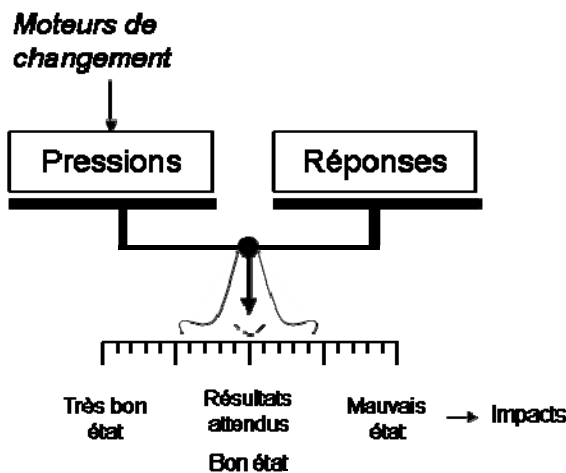 Moteurs de
changement
Pressions
Réponses
Très bon
état
Résultats
attendus
Bon état
Mauvais
état
Impacts